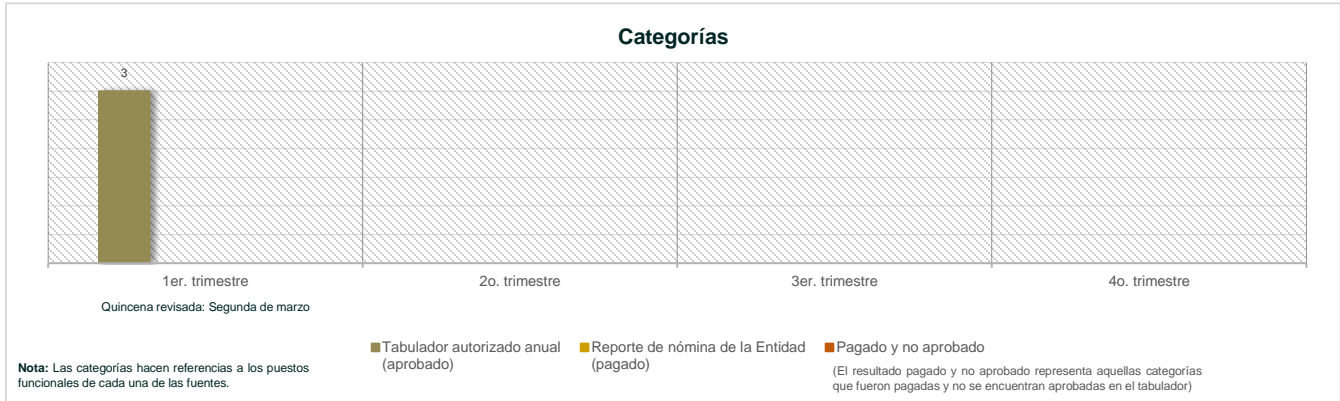 Categorías
3
1er. trimestre
2o. trimestre
3er. trimestre
4o. trimestre
Quincena revisada: Segunda de marzo
Tabulador autorizado anual
(aprobado)
Reporte de nómina de la Entidad
(pagado)
Pagado y no aprobado
(El resultado pagado y no aprobado representa aquellas categorías
que fueron pagadas y no se encuentran aprobadas en el tabulador)
Nota: Las categorías hacen referencias a los puestos
funcionales de cada una de las fuentes.